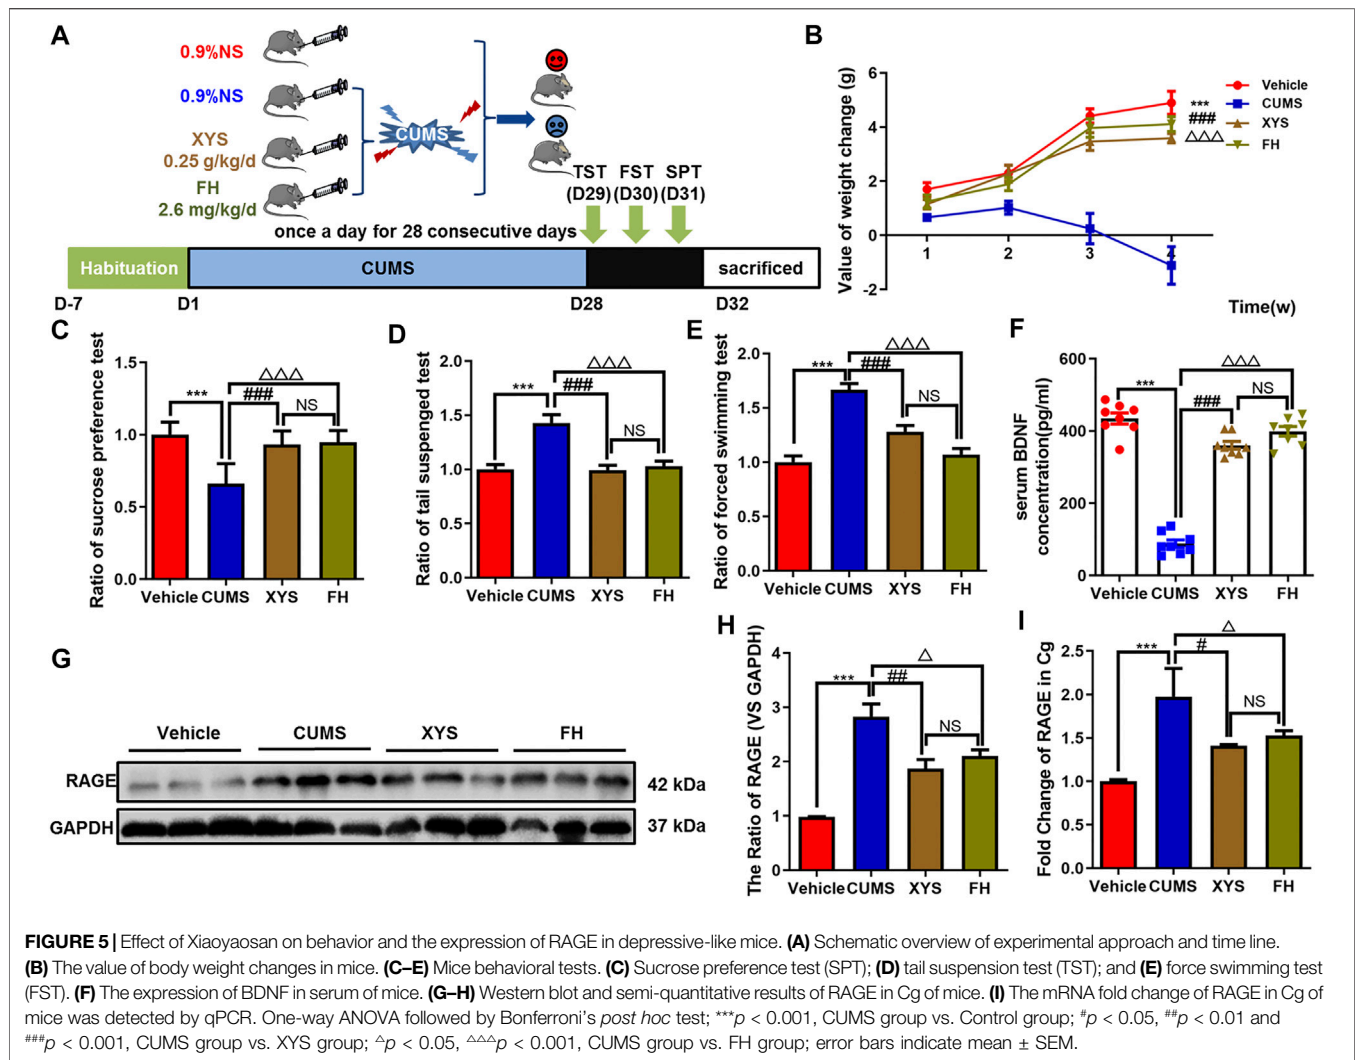 A
0.9%NS
0.9%NS
XYS
0.25 g/kg/d
FH
2.6 mg/kg/d
CUMS
TST FST SPT
(D29) (D30) (D31)
once a day for 28 consecutive days
Habituation CUMS sacrificed
D-7 D1 D28 D32
B
Value of weight change (g)
6
4
2
0
-2
1 2 3 4
Time(w)
Vehicle
CUMS
XYS
FH
***
###
△△△
C
Ratio of sucrose preference test
1.5
1.0
0.5
0.0
*** ### △△△ NS
Vehicle CUMS XYS FH
D
Ratio of tail suspenged test
2.0
1.5
1.0
0.5
0.0
*** ### △△△ NS
Vehicle CUMS XYS FH
E
Ratio of forced swimming test
2.0
1.5
1.0
0.5
0.0
*** ### △△△ NS
Vehicle CUMS XYS FH
F
serum BDNF
concentration(pg/ml)
600
400
200
0
*** ### △△△ NS
Vehicle CUMS XYS FH
G
Vehicle CUMS XYS FH
RAGE 42 kDa
GAPDH 37 kDa
H
The Ratio of RAGE (VS GAPDH)
4
3
2
1
0
*** ## △ NS
Vehicle CUMS XYS FH
I
Fold Change of RAGE in Cg
2.5
2.0
1.5
1.0
0.5
0.0
*** # △ NS
Vehicle CUMS XYS FH
FIGURE 5 | Effect of Xiaoyaosan on behavior and the expression of RAGE in depressive-like mice. (A) Schematic overview of experimental approach and time line.
(B) The value of body weight changes in mice. (C–E) Mice behavioral tests. (C) Sucrose preference test (SPT); (D) tail suspension test (TST); and (E) force swimming test
(FST). (F) The expression of BDNF in serum of mice. (G–H) Western blot and semi-quantitative results of RAGE in Cg of mice. (I) The mRNA fold change of RAGE in Cg of
mice was detected by qPCR. One-way ANOVA followed by Bonferroni's post hoc test; ***p < 0.001, CUMS group vs. Control group; #p < 0.05, ##p < 0.01 and
###p < 0.001, CUMS group vs. XYS group; △p < 0.05, △△△p < 0.001, CUMS group vs. FH group; error bars indicate mean ± SEM.